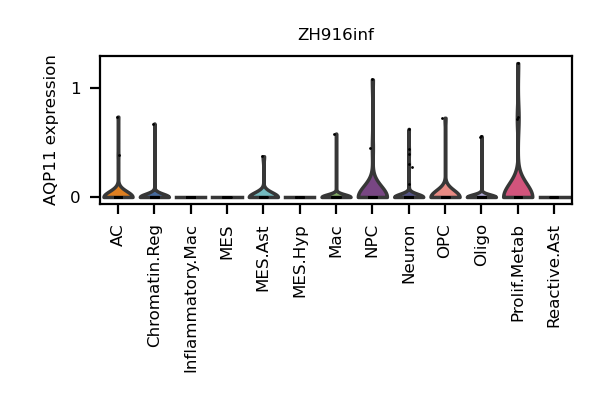 ZH916inf
AQP11 expression
1
0
AC
Chromatin.Reg
Inflammatory.Mac
MES
MES.Ast
MES.Hyp
Mac
NPC
Neuron
OPC
Oligo
Prolif.Metab
Reactive.Ast